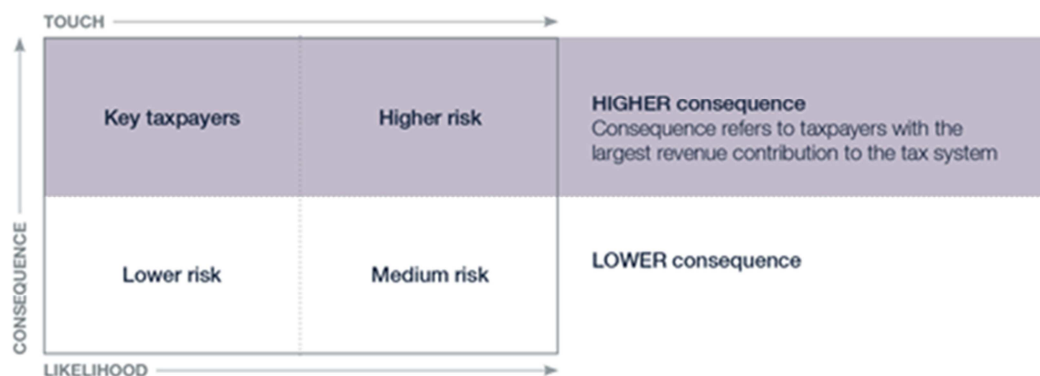 TOUCH
Key taxpayers
Higher risk
HIGHER consequence
Consequence refers to taxpayers with the
largest revenue contribution to the tax system
CONSEQUENCE
Lower risk
Medium risk
LOWER consequence
LIKELIHOOD